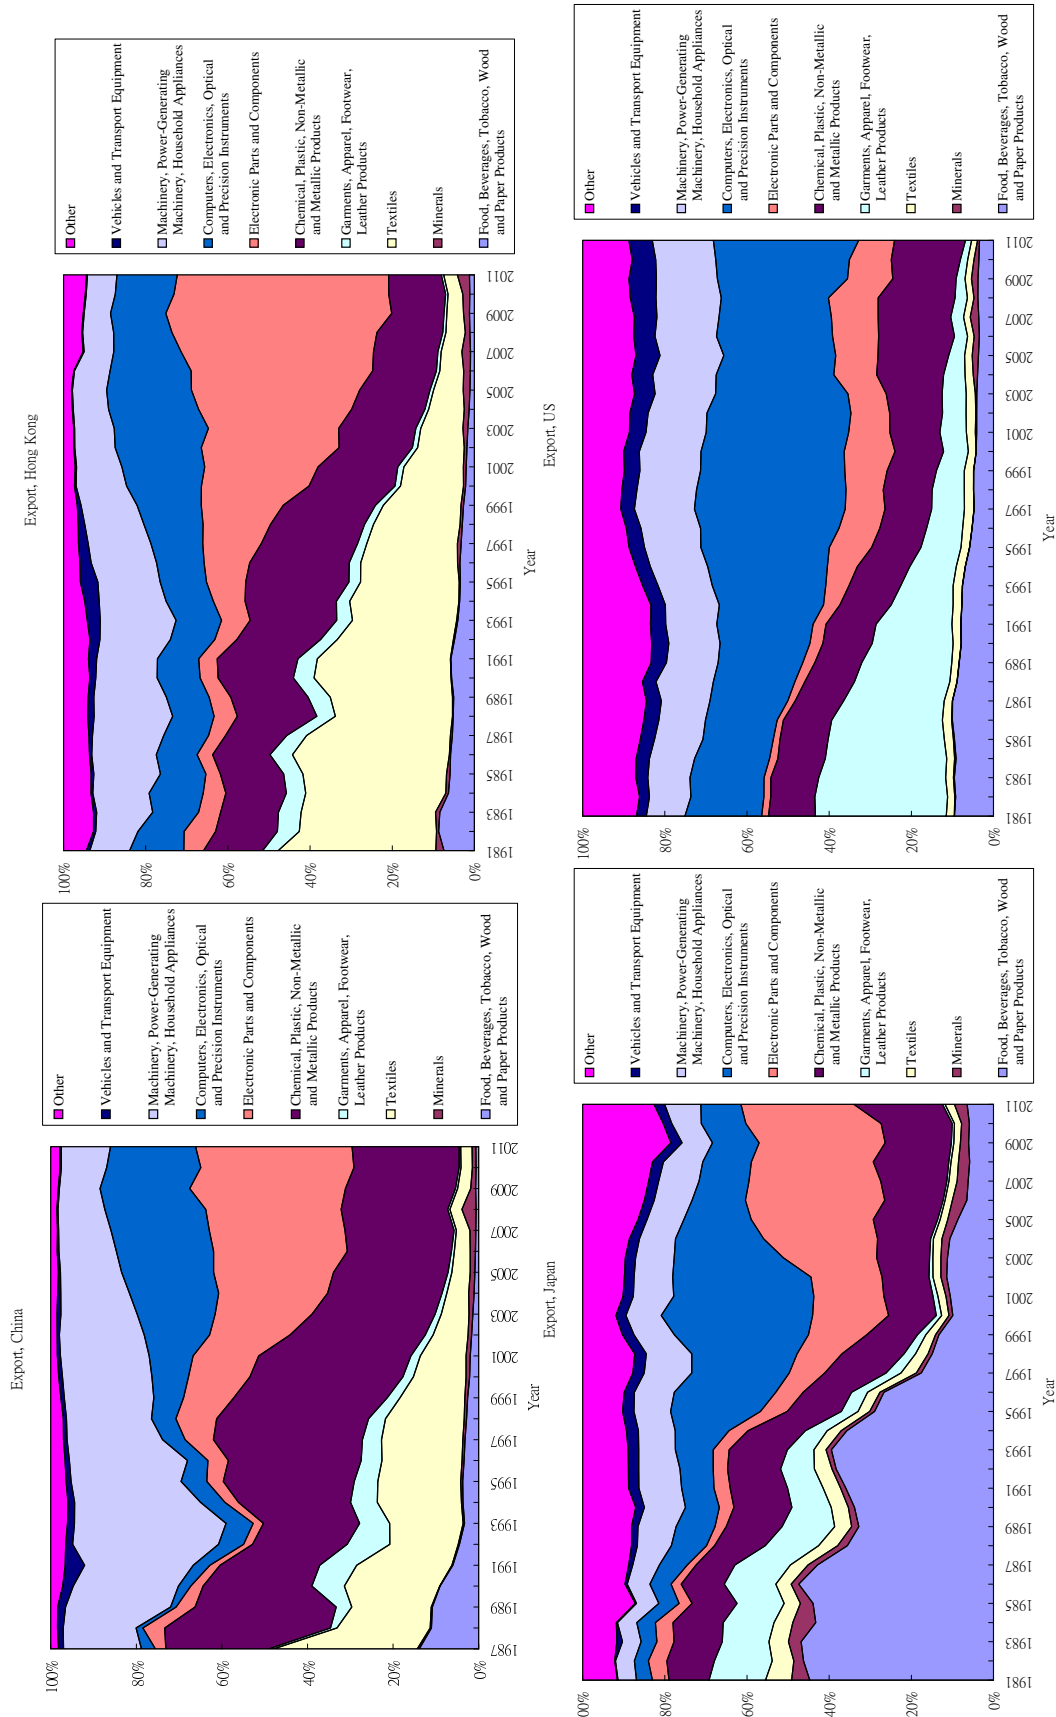 Export, China
100%
80%
60%
40%
20%
0%
1987
1989
1991
1993
1995
1997
1999
2001
2003
2005
2007
2009
2011
Year
Other
Vehicles and Transport Equipment
Machinery, Power-Generating
Machinery, Household Appliances
Computers, Electronics, Optical
and Precision Instruments
Electronic Parts and Components
Chemical, Plastic, Non-Metallic
and Metallic Products
Garments, Apparel, Footwear,
Leather Products
Textiles
Minerals
Food, Beverages, Tobacco, Wood
and Paper Products
Export, Hong Kong
100%
80%
60%
40%
20%
0%
1981
1983
1985
1987
1989
1991
1993
1995
1997
1999
2001
2003
2005
2007
2009
2011
Year
Other
Vehicles and Transport Equipment
Machinery, Power-Generating
Machinery, Household Appliances
Computers, Electronics, Optical
and Precision Instruments
Electronic Parts and Components
Chemical, Plastic, Non-Metallic
and Metallic Products
Garments, Apparel, Footwear,
Leather Products
Textiles
Minerals
Food, Beverages, Tobacco, Wood
and Paper Products
Export, Japan
00%
80%
60%
40%
20%
0%
1981
1983
1985
1987
1989
1991
1993
1995
1997
1999
2001
2003
2005
2007
2009
2011
Year
Other
Vehicles and Transport Equipment
Machinery, Power-Generating
Machinery, Household Appliances
Computers, Electronics, Optical
and Precision Instruments
Electronic Parts and Components
Chemical, Plastic, Non-Metallic
and Metallic Products
Garments, Apparel, Footwear,
Leather Products
Textiles
Minerals
Food, Beverages, Tobacco, Wood
and Paper Products
Export, US
100%
80%
60%
40%
20%
0%
1981
1983
1985
1987
1989
1991
1993
1995
1997
1999
2001
2003
2005
2007
2009
2011
Year
Other
Vehicles and Transport Equipment
Machinery, Power-Generating
Machinery, Household Appliances
Computers, Electronics, Optical
and Precision Instruments
Electronic Parts and Components
Chemical, Plastic, Non-Metallic
and Metallic Products
Garments, Apparel, Footwear,
Leather Products
Textiles
Minerals
Food, Beverages, Tobacco, Wood
and Paper Products